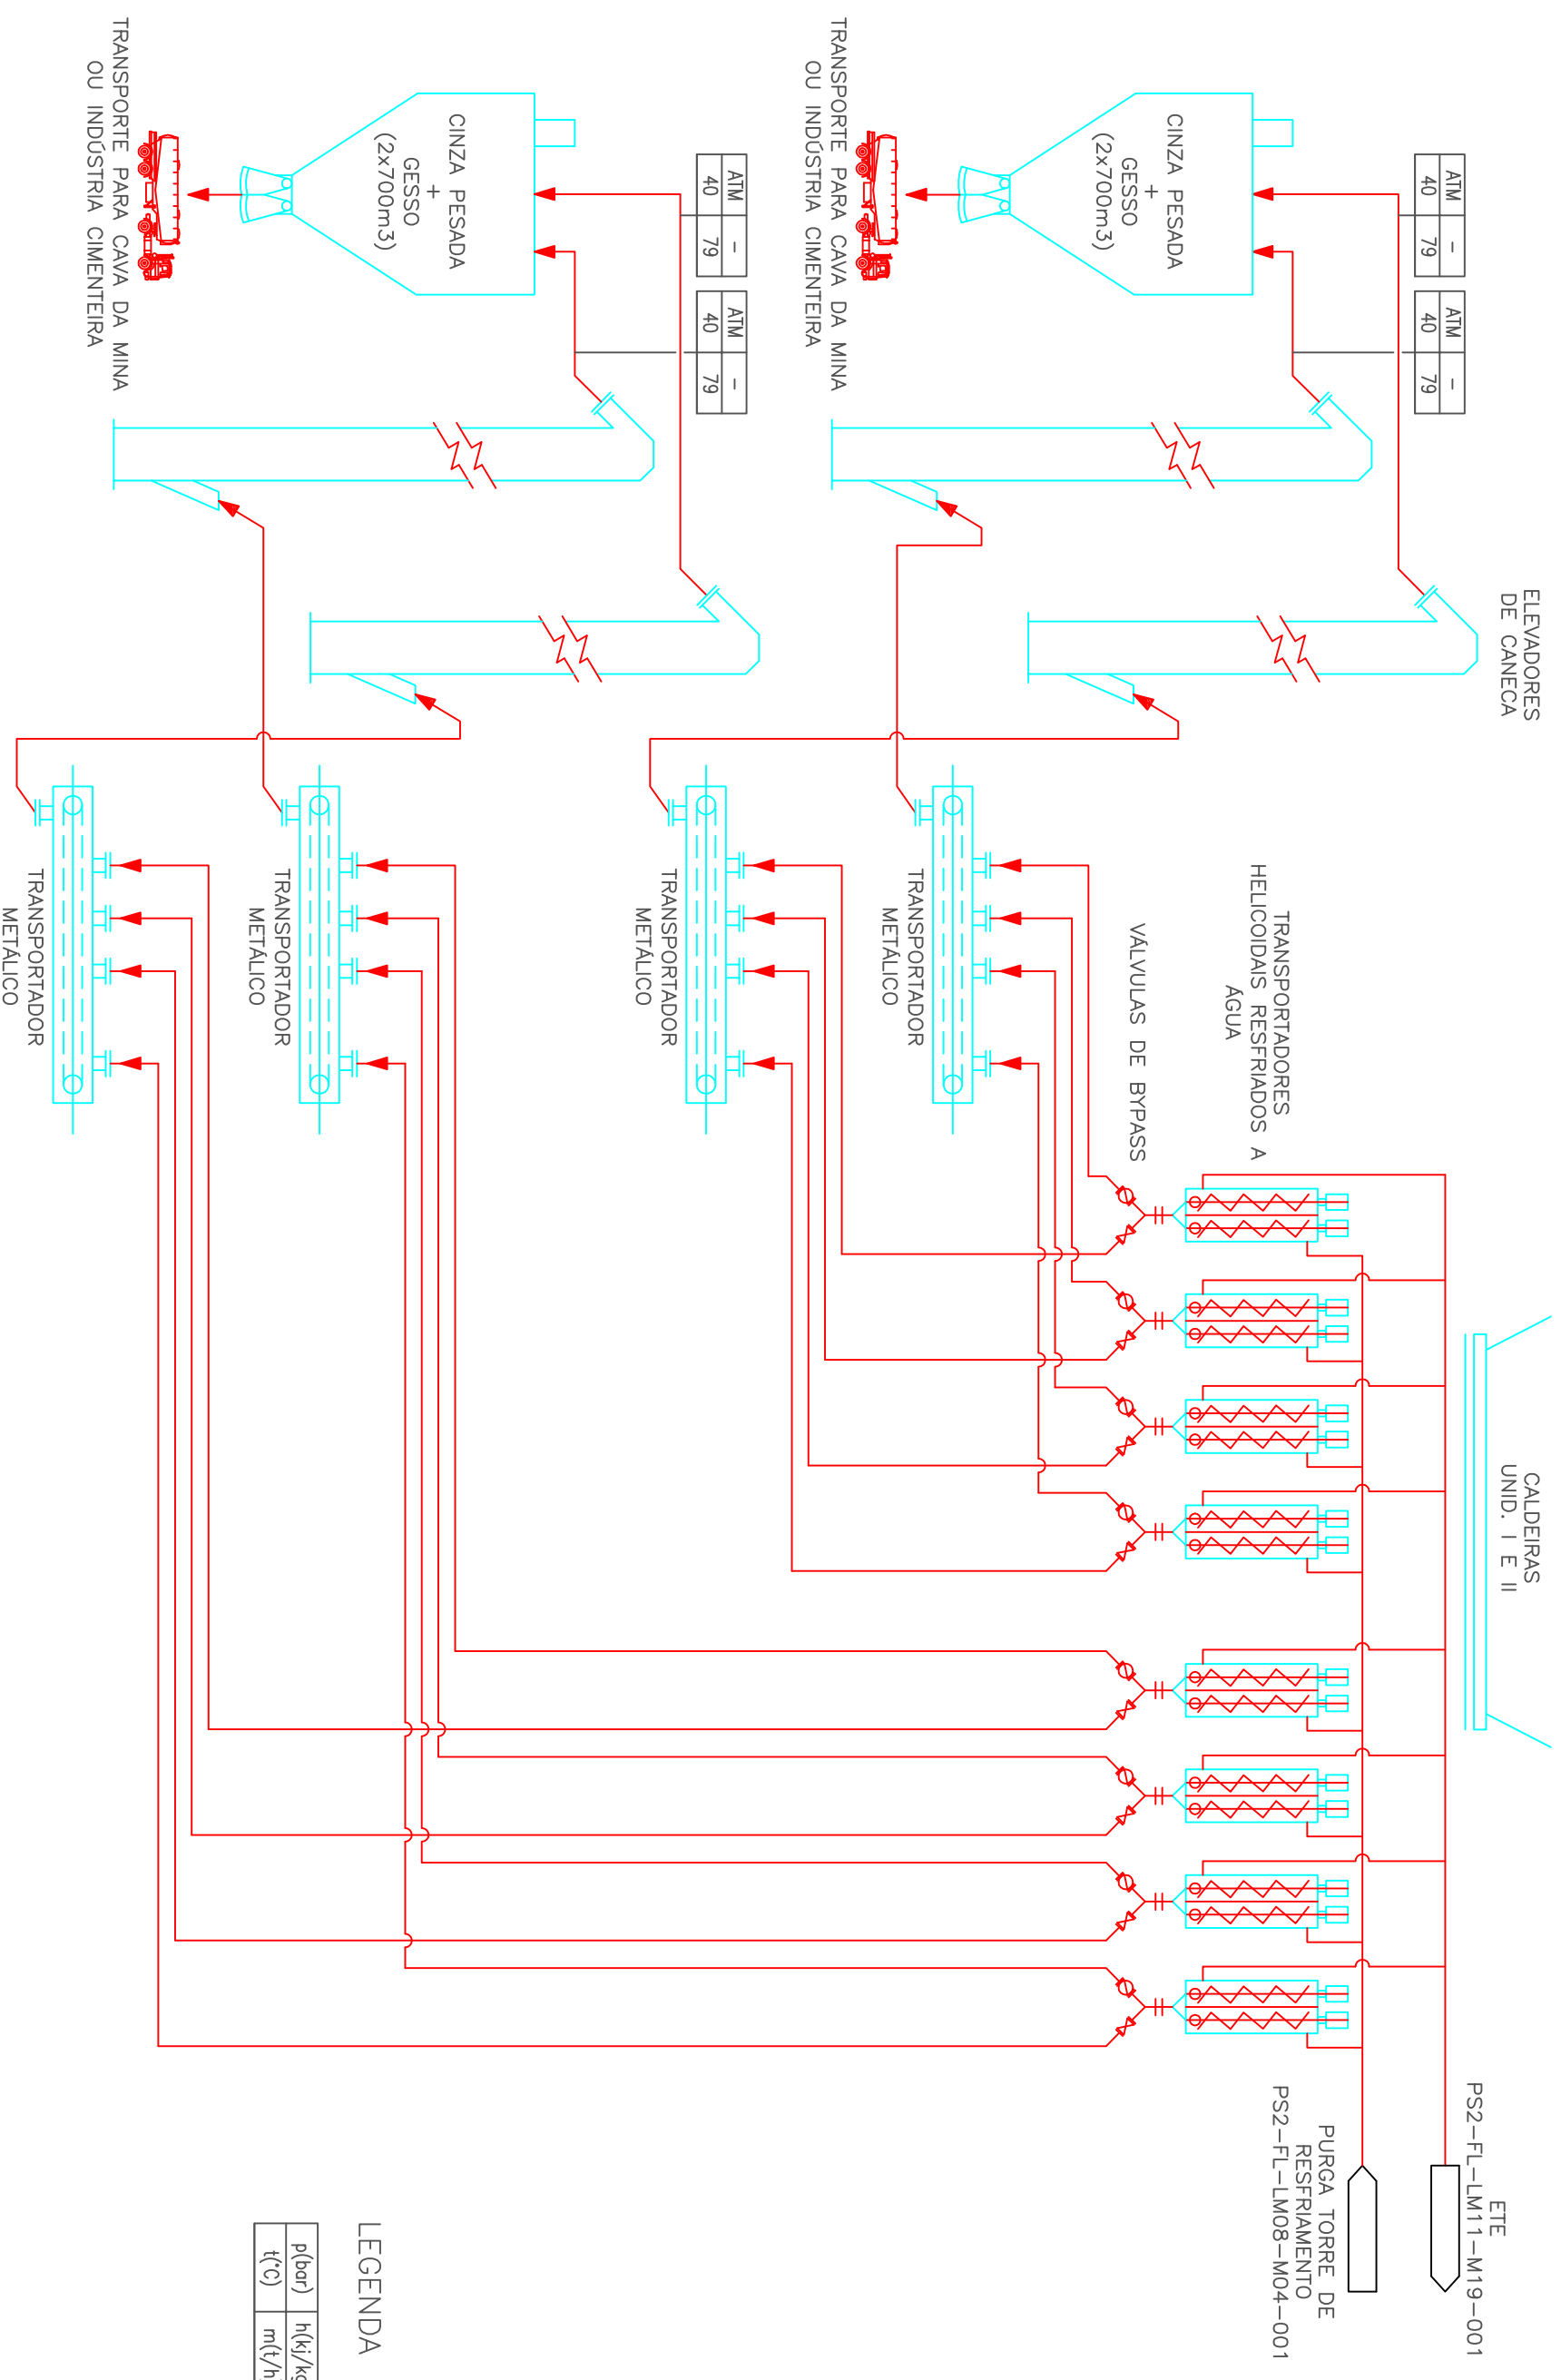 ELEVADORES
DE CANECA
CALDEIRAS
UNID. I E II
ETE
PS2-FL-LM11-M19-001
PURGA TORRE DE
RESFRIAMENTO
PS2-FL-LM08-M04-001
ATM -
40 79
ATM -
40 79
TRANSPORTADORES
HELICOIDAIS RESFRIADOS A
ÁGUA
CINZA PESADA
+
GESSO
(2x700m3)
VÁLVULAS DE BYPASS
TRANSPORTADOR
METÁLICO
TRANSPORTE PARA CAVA DA MINA
OU INDÚSTRIA CIMENTEIRA
ATM -
40 79
ATM -
40 79
TRANSPORTADOR
METÁLICO
CINZA PESADA
+
GESSO
(2x700m3)
TRANSPORTADOR
METÁLICO
TRANSPORTE PARA CAVA DA MINA
OU INDÚSTRIA CIMENTEIRA
TRANSPORTADOR
METÁLICO
LEGENDA
p(bar) h(kj/kg
t(°C) m(t/h